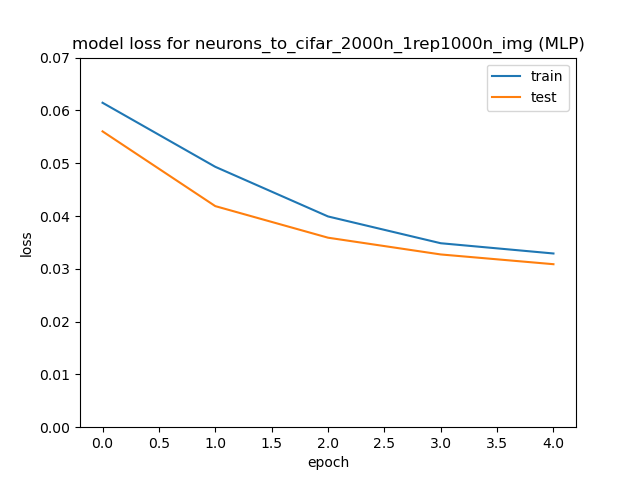 model loss for neurons_to_cifar_2000n_1rep1000n_img (MLP)
train
test
loss
0.07
0.06
0.05
0.04
0.03
0.02
0.01
0.00
0.0 0.5 1.0 1.5 2.0 2.5 3.0 3.5 4.0
epoch